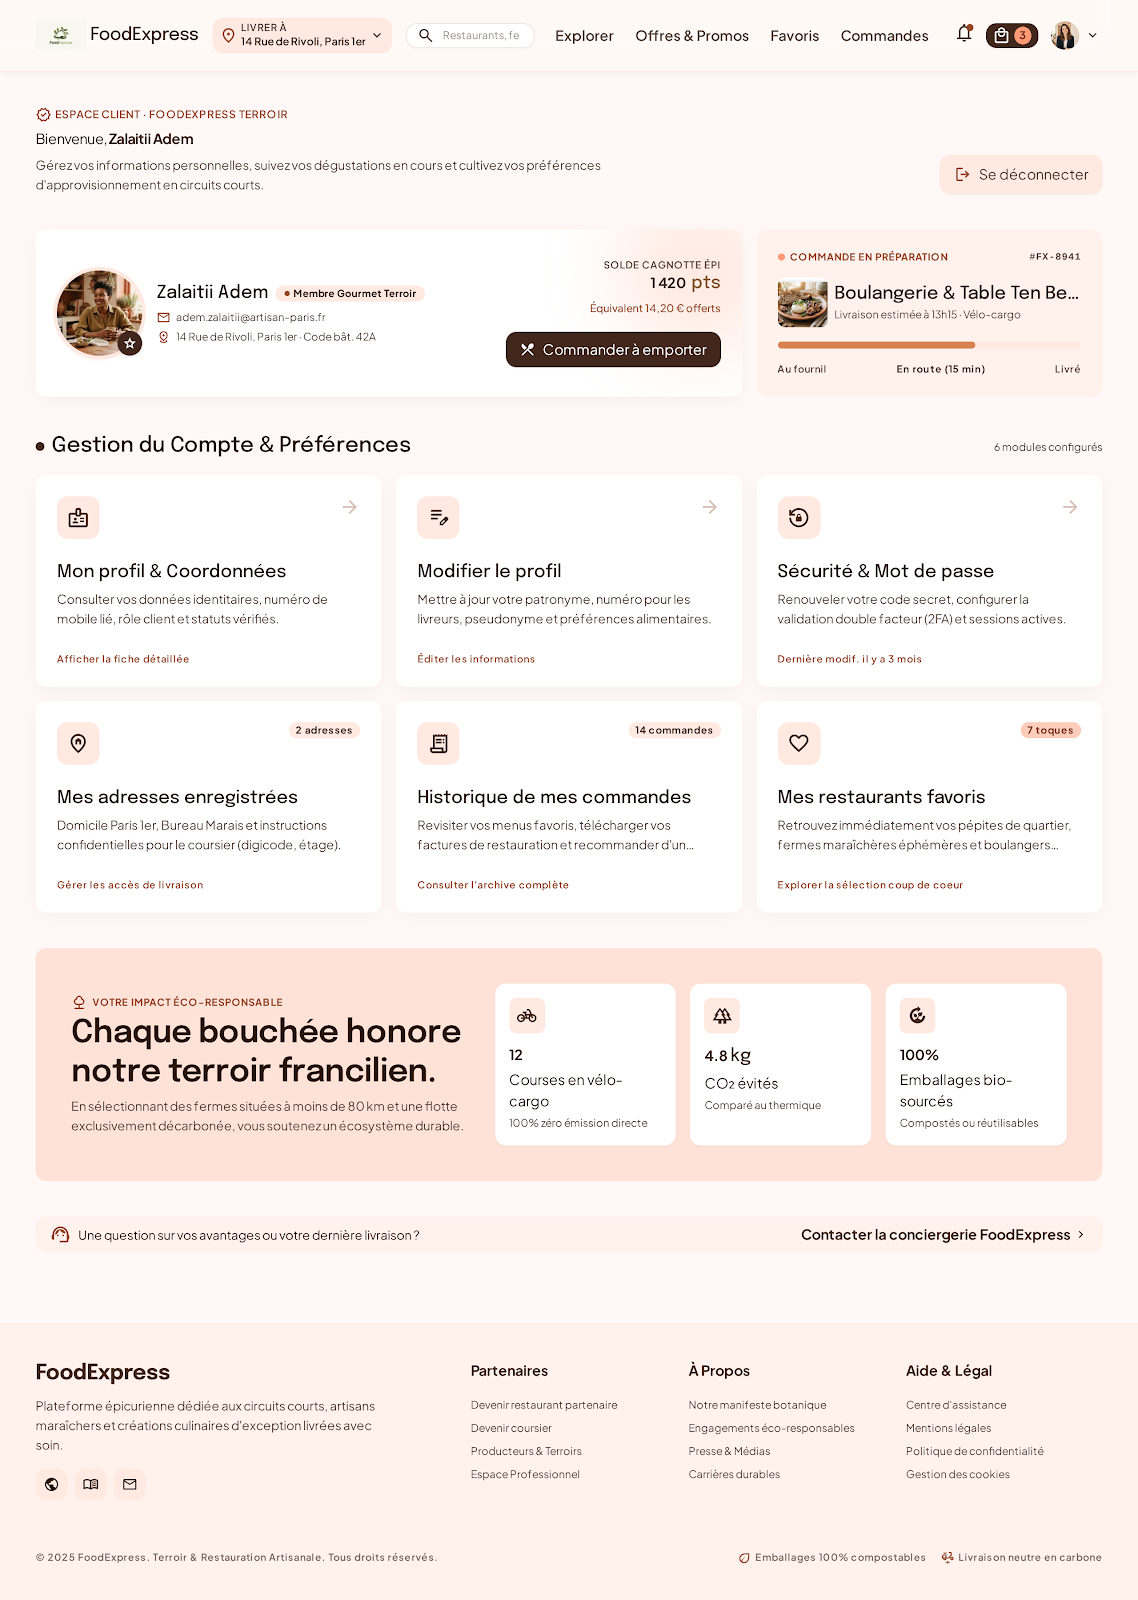 FoodExpress
LIVRER À
14 Rue de Rivoli, Paris 1er
Restaurants, fe
Explorer
Offres & Promos
Favoris
Commandes
3
ESPACE CLIENT · FOODEXPRESS TERROIR
Bienvenue, Zalaitii Adem
Gérez vos informations personnelles, suivez vos dégustations en cours et cultivez vos préférences
d'approvisionnement en circuits courts.
Se déconnecter
Zalaitii Adem
Membre Gourmet Terroir
adem.zalaitii@artisan-paris.fr
14 Rue de Rivoli, Paris 1er · Code bât. 42A
SOLDE CAGNOTTE ÉPI
1 420 pts
Équivalent 14,20 € offerts
Commander à emporter
COMMANDE EN PRÉPARATION
#FX-8941
Boulangerie & Table Ten Be...
Livraison estimée à 13h15 · Vélo-cargo
Au fournil
En route (15 min)
Livré
Gestion du Compte & Préférences
6 modules configurés
Mon profil & Coordonnées
Consulter vos données identitaires, numéro de
mobile lié, rôle client et statuts vérifiés.
Afficher la fiche détaillée
Modifier le profil
Mettre à jour votre patronyme, numéro pour les
livreurs, pseudonyme et préférences alimentaires.
Éditer les informations
Sécurité & Mot de passe
Renouveler votre code secret, configurer la
validation double facteur (2FA) et sessions actives.
Dernière modif. il y a 3 mois
2 adresses
Mes adresses enregistrées
Domicile Paris 1er, Bureau Marais et instructions
confidentielles pour le coursier (digicode, étage).
Gérer les accès de livraison
14 commandes
Historique de mes commandes
Revisiter vos menus favoris, télécharger vos
factures de restauration et recommander d'un...
Consulter l'archive complète
7 toques
Mes restaurants favoris
Retrouvez immédiatement vos pépites de quartier,
fermes maraîchères éphémères et boulangers...
Explorer la sélection coup de coeur
VOTRE IMPACT ÉCO-RESPONSABLE
Chaque bouchée honore
notre terroir francilien.
En sélectionnant des fermes situées à moins de 80 km et une flotte
exclusivement décarbonée, vous soutenez un écosystème durable.
12
Courses en vélo-
cargo
100% zéro émission directe
4.8 kg
CO₂ évités
Comparé au thermique
100%
Emballages bio-
sourcés
Compostés ou réutilisables
Une question sur vos avantages ou votre dernière livraison ?
Contacter la conciergerie FoodExpress
FoodExpress
Plateforme épicurienne dédiée aux circuits courts, artisans
maraîchers et créations culinaires d'exception livrées avec
soin.
Partenaires
Devenir restaurant partenaire
Devenir coursier
Producteurs & Terroirs
Espace Professionnel
À Propos
Notre manifeste botanique
Engagements éco-responsables
Presse & Médias
Carrières durables
Aide & Légal
Centre d'assistance
Mentions légales
Politique de confidentialité
Gestion des cookies
© 2025 FoodExpress. Terroir & Restauration Artisanale. Tous droits réservés.
Emballages 100% compostables
Livraison neutre en carbone